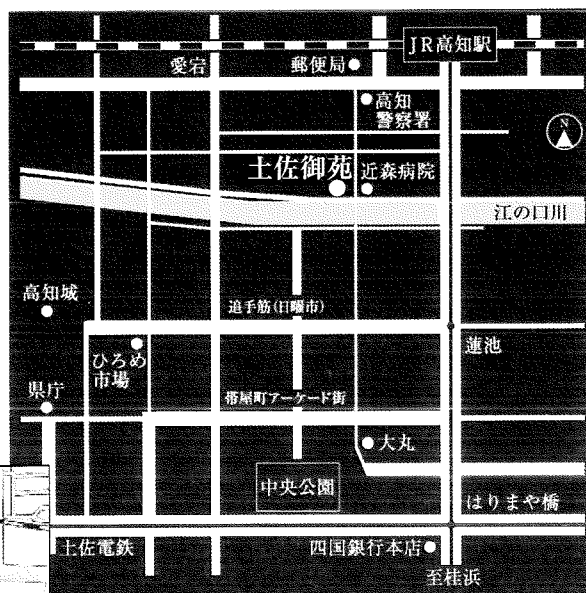 JR高知駅
愛宕
郵便局
高知
警察署
N
土佐御苑
近森病院
江の口川
高知城
追手筋(日曜市)
ひろめ
市場
蓮池
県庁
帯屋町アーケード街
大丸
中央公園
はりまや橋
土佐電鉄
四国銀行本店
至桂浜